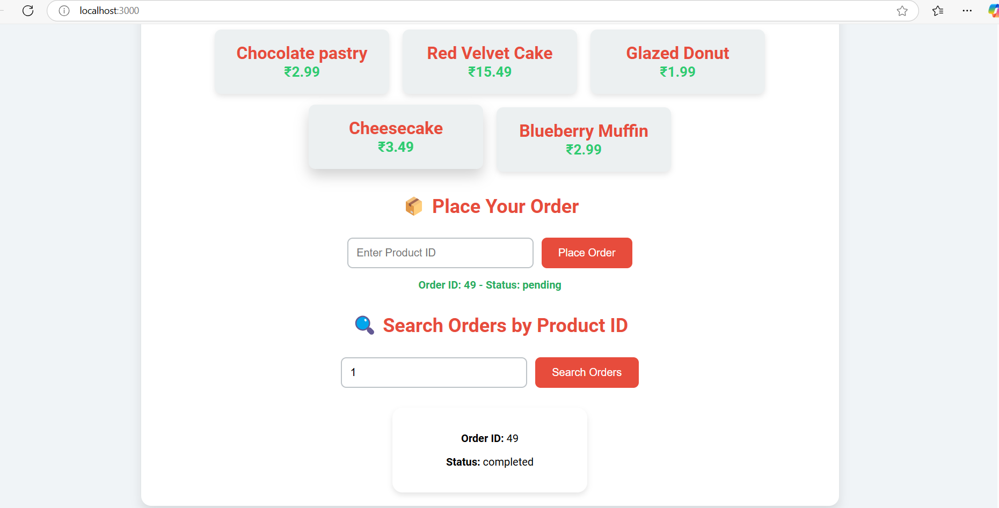 localhost:3000
Chocolate pastry
₹2.99
Red Velvet Cake
₹15.49
Glazed Donut
₹1.99
Cheesecake
₹3.49
Blueberry Muffin
₹2.99
Place Your Order
Enter Product ID
Place Order
Order ID: 49 - Status: pending
Search Orders by Product ID
1
Search Orders
Order ID: 49
Status: completed